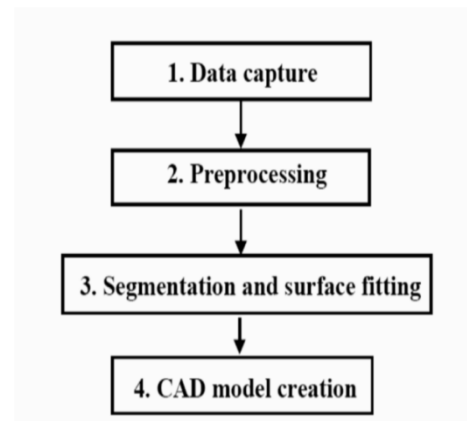 1. Data capture
2. Preprocessing
3. Segmentation and surface fitting
4. CAD model creation